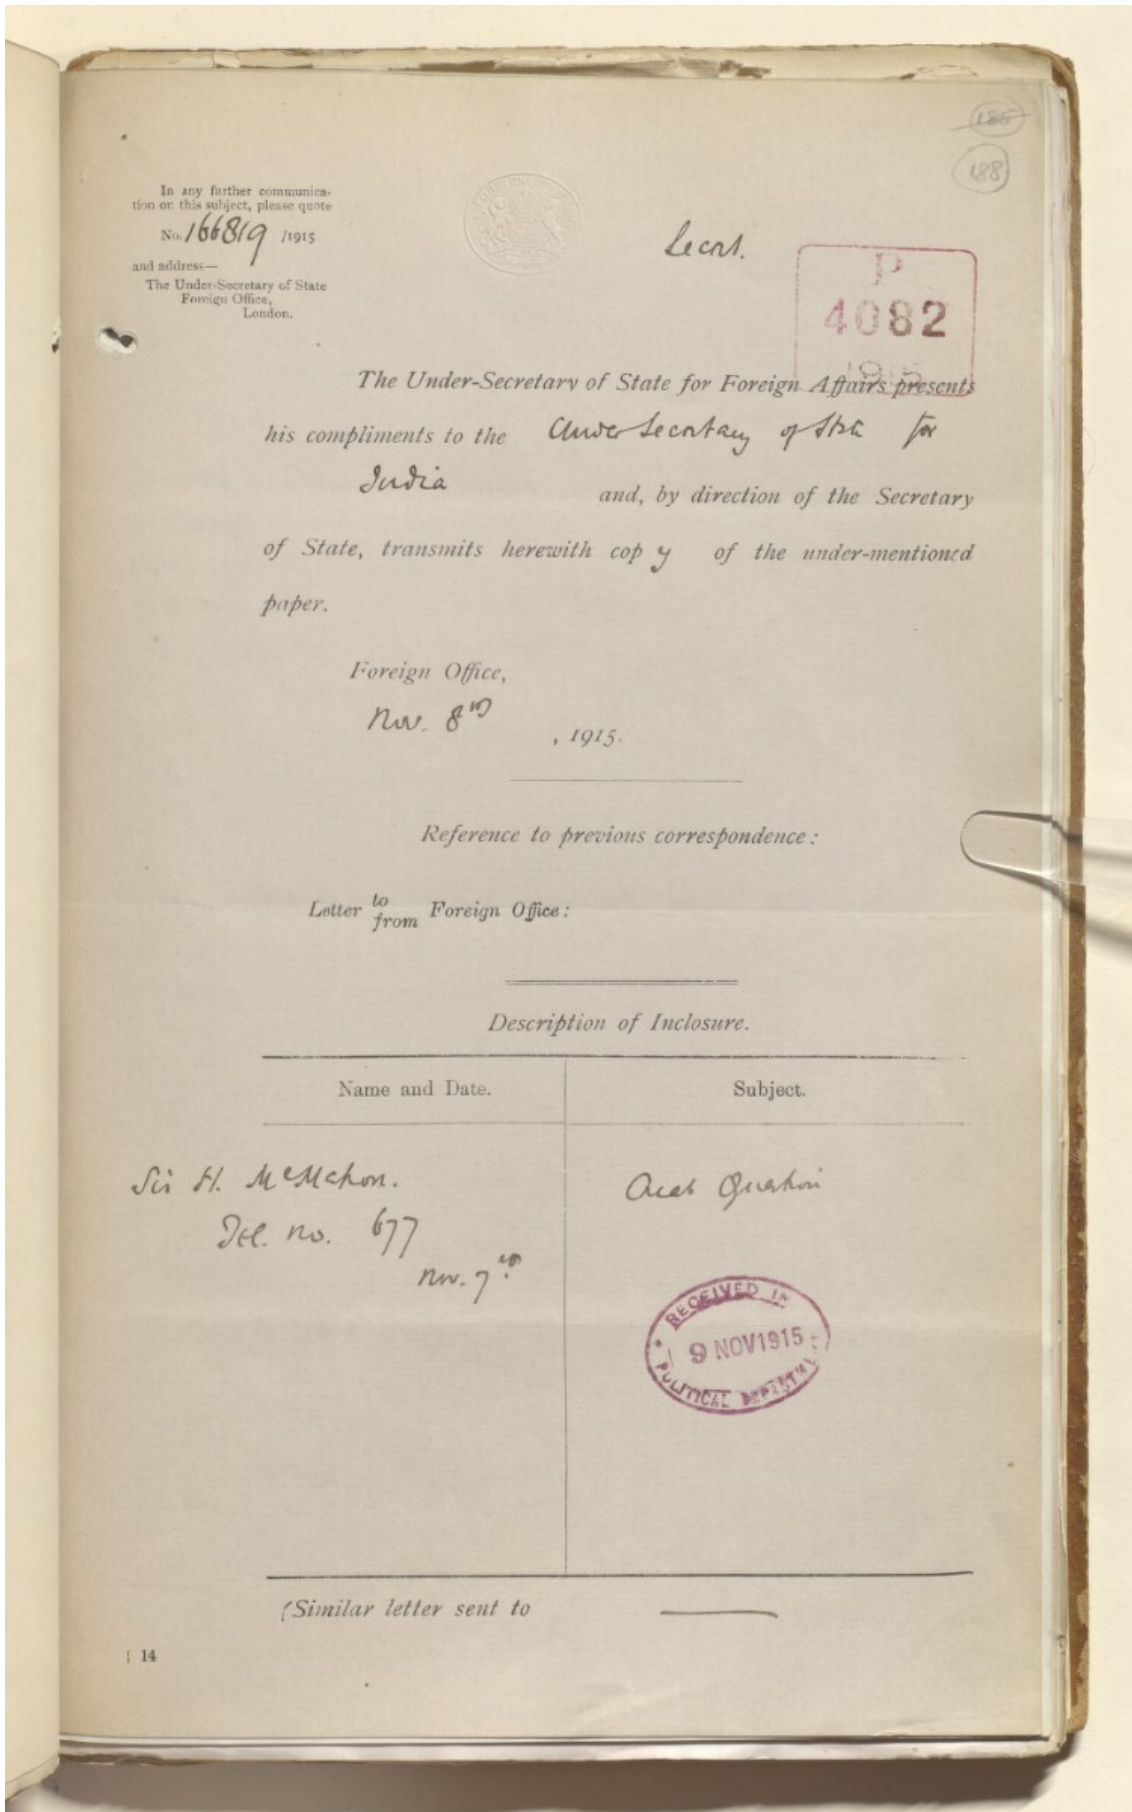 185
188
In any further communica-
tion on this subject, please quote
No. 166819 /1915
and address—
The Under-Secretary of State
Foreign Office,
London.
Secret.
P
4082
1915
The Under-Secretary of State for Foreign Affairs presents
his compliments to the Under Secretary of State for
India and, by direction of the Secretary
of State, transmits herewith copy of the under-mentioned
paper.
Foreign Office,
Nov. 8th, 1915.
Reference to previous correspondence:
Letter to from Foreign Office:
Description of Inclosure.
Name and Date. Subject.
Sir H. McMahon. Arab Question
Tel. no. 677
Nov. 7th.
RECEIVED IN
9 NOV 1915
POLITICAL DEPARTMENT
(Similar letter sent to
14